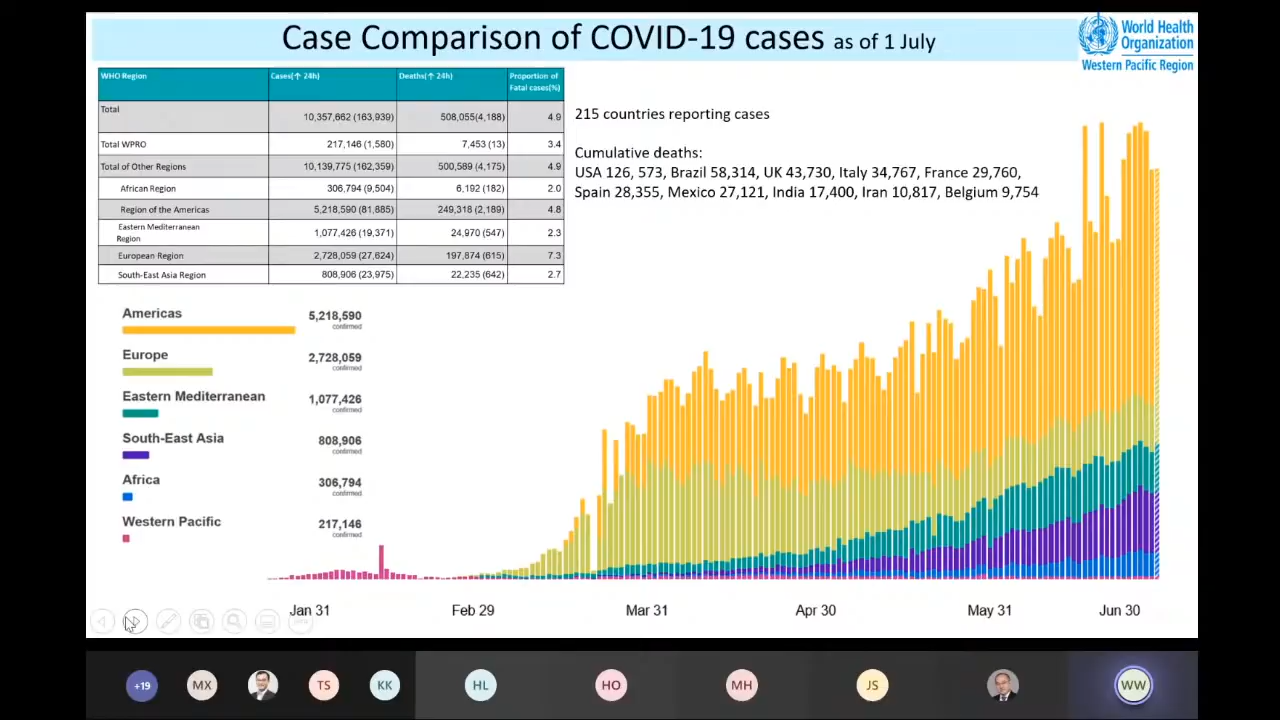 Case Comparison of COVID-19 cases as of 1 July
World Health
Organization
Western Pacific Region
WHO Region Cases(↑ 24h) Deaths(↑ 24h) Proportion of
Fatal cases(%)
Total 10,357,662 (163,939) 508,055(4,188) 4.9
Total WPRO 217,146 (1,580) 7,453 (13) 3.4
Total of Other Regions 10,139,775 (162,359) 500,589 (4,175) 4.9
African Region 306,794 (9,504) 6,192 (182) 2.0
Region of the Americas 5,218,590 (81,885) 249,318 (2,189) 4.8
Eastern Mediterranean
Region 1,077,426 (19,371) 24,970 (547) 2.3
European Region 2,728,059 (27,624) 197,874 (615) 7.3
South-East Asia Region 808,906 (23,975) 22,235 (642) 2.7
215 countries reporting cases
Cumulative deaths:
USA 126, 573, Brazil 58,314, UK 43,730, Italy 34,767, France 29,760,
Spain 28,355, Mexico 27,121, India 17,400, Iran 10,817, Belgium 9,754
Americas 5,218,590
confirmed
Europe 2,728,059
confirmed
Eastern Mediterranean 1,077,426
confirmed
South-East Asia 808,906
confirmed
Africa 306,794
confirmed
Western Pacific 217,146
confirmed
Jan 31 Feb 29 Mar 31 Apr 30 May 31 Jun 30
+19 MX TS KK HL HO MH JS WW